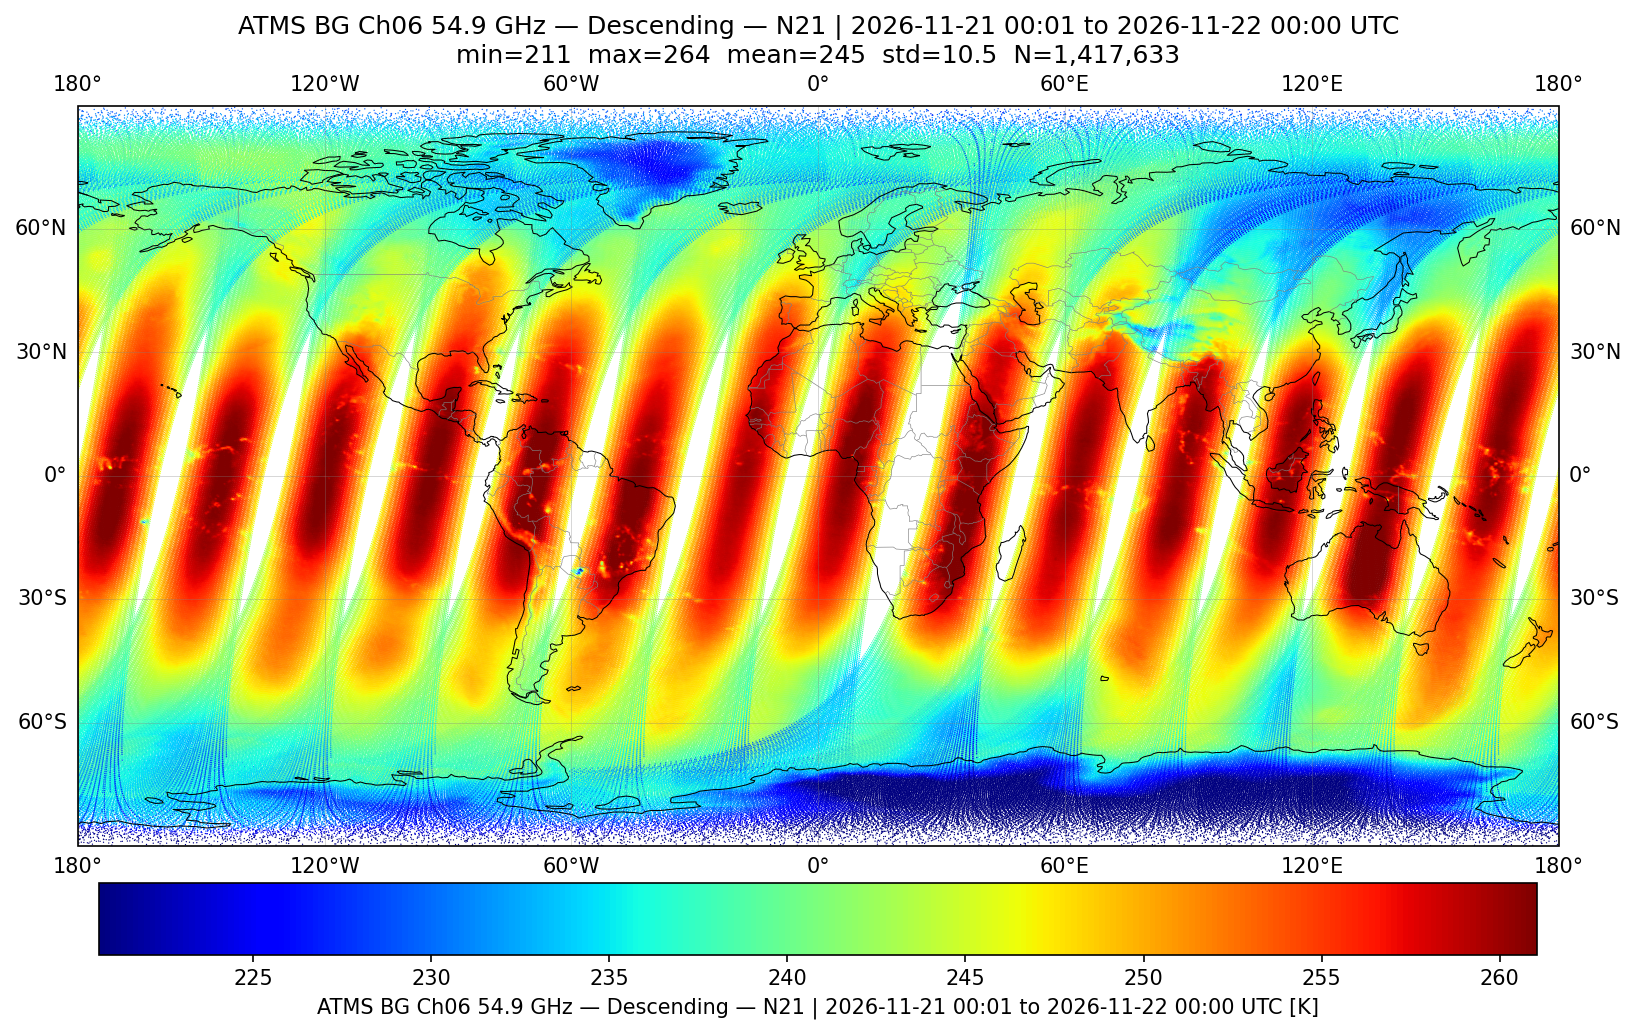 ATMS BG Ch06 54.9 GHz — Descending — N21 | 2026-11-21 00:01 to 2026-11-22 00:00 UTC
min=211  max=264  mean=245  std=10.5  N=1,417,633
180° 120°W 60°W 0° 60°E 120°E 180°
60°N 60°N
30°N 30°N
0° 0°
30°S 30°S
60°S 60°S
180° 120°W 60°W 0° 60°E 120°E 180°
225 230 235 240 245 250 255 260
ATMS BG Ch06 54.9 GHz — Descending — N21 | 2026-11-21 00:01 to 2026-11-22 00:00 UTC [K]